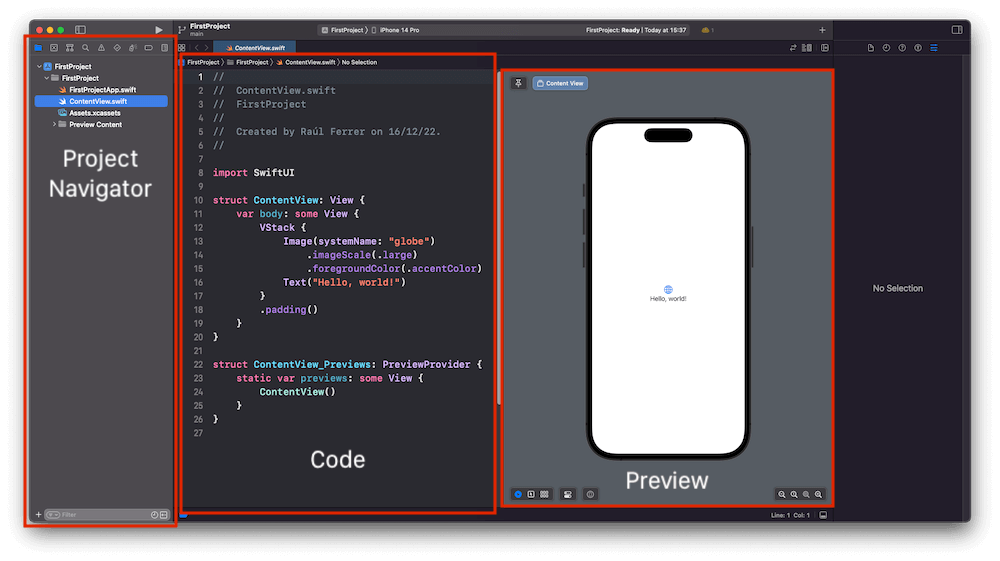 FirstProject
main
FirstProject
iPhone 14 Pro
FirstProject: Ready | Today at 15:37
1
ContentView.swift
FirstProject
FirstProject
FirstProjectApp.swift
ContentView.swift
Assets.xcassets
Preview Content
Project
Navigator
Filter
FirstProject
FirstProject
ContentView.swift
No Selection
1 //
2 //  ContentView.swift
3 //  FirstProject
4 //
5 //  Created by Raúl Ferrer on 16/12/22.
6 //
7
8 import SwiftUI
9
10 struct ContentView: View {
11     var body: some View {
12         VStack {
13             Image(systemName: "globe")
14                 .imageScale(.large)
15                 .foregroundColor(.accentColor)
16             Text("Hello, world!")
17         }
18         .padding()
19     }
20 }
21
22 struct ContentView_Previews: PreviewProvider {
23     static var previews: some View {
24         ContentView()
25     }
26 }
27
Code
Content View
Hello, world!
Preview
No Selection
Line: 1  Col: 1